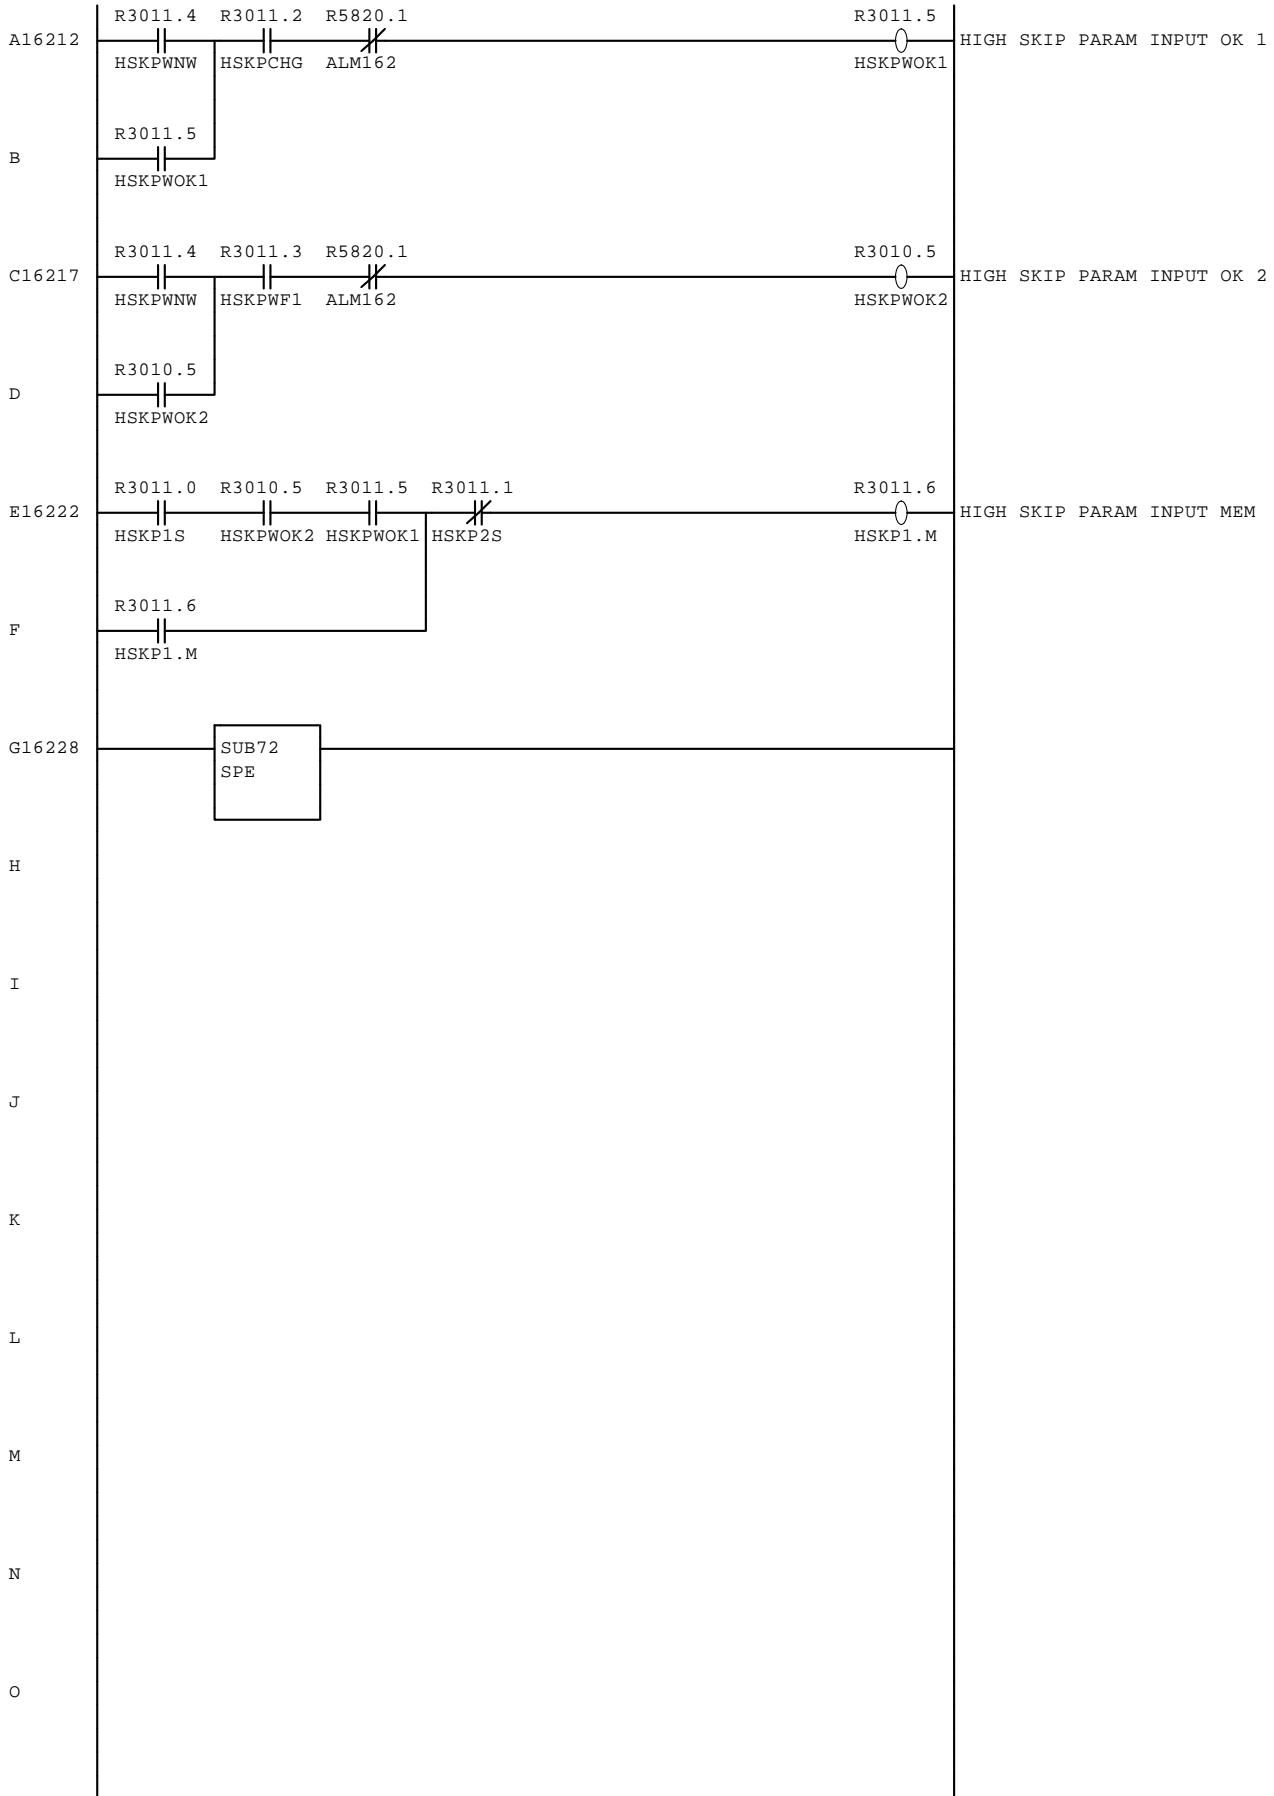 R3011.4 R3011.2 R5820.1 R3011.5
A16212 HIGH SKIP PARAM INPUT OK 1
HSKPWNW HSKPCHG ALM162 HSKPWOK1
R3011.5
B
HSKPWOK1
R3011.4 R3011.3 R5820.1 R3010.5
C16217 HIGH SKIP PARAM INPUT OK 2
HSKPWNW HSKPWF1 ALM162 HSKPWOK2
R3010.5
D
HSKPWOK2
R3011.0 R3010.5 R3011.5 R3011.1 R3011.6
E16222 HIGH SKIP PARAM INPUT MEM
HSKP1S HSKPWOK2 HSKPWOK1 HSKP2S HSKP1.M
R3011.6
F
HSKP1.M
G16228 SUB72
SPE
H
I
J
K
L
M
N
O